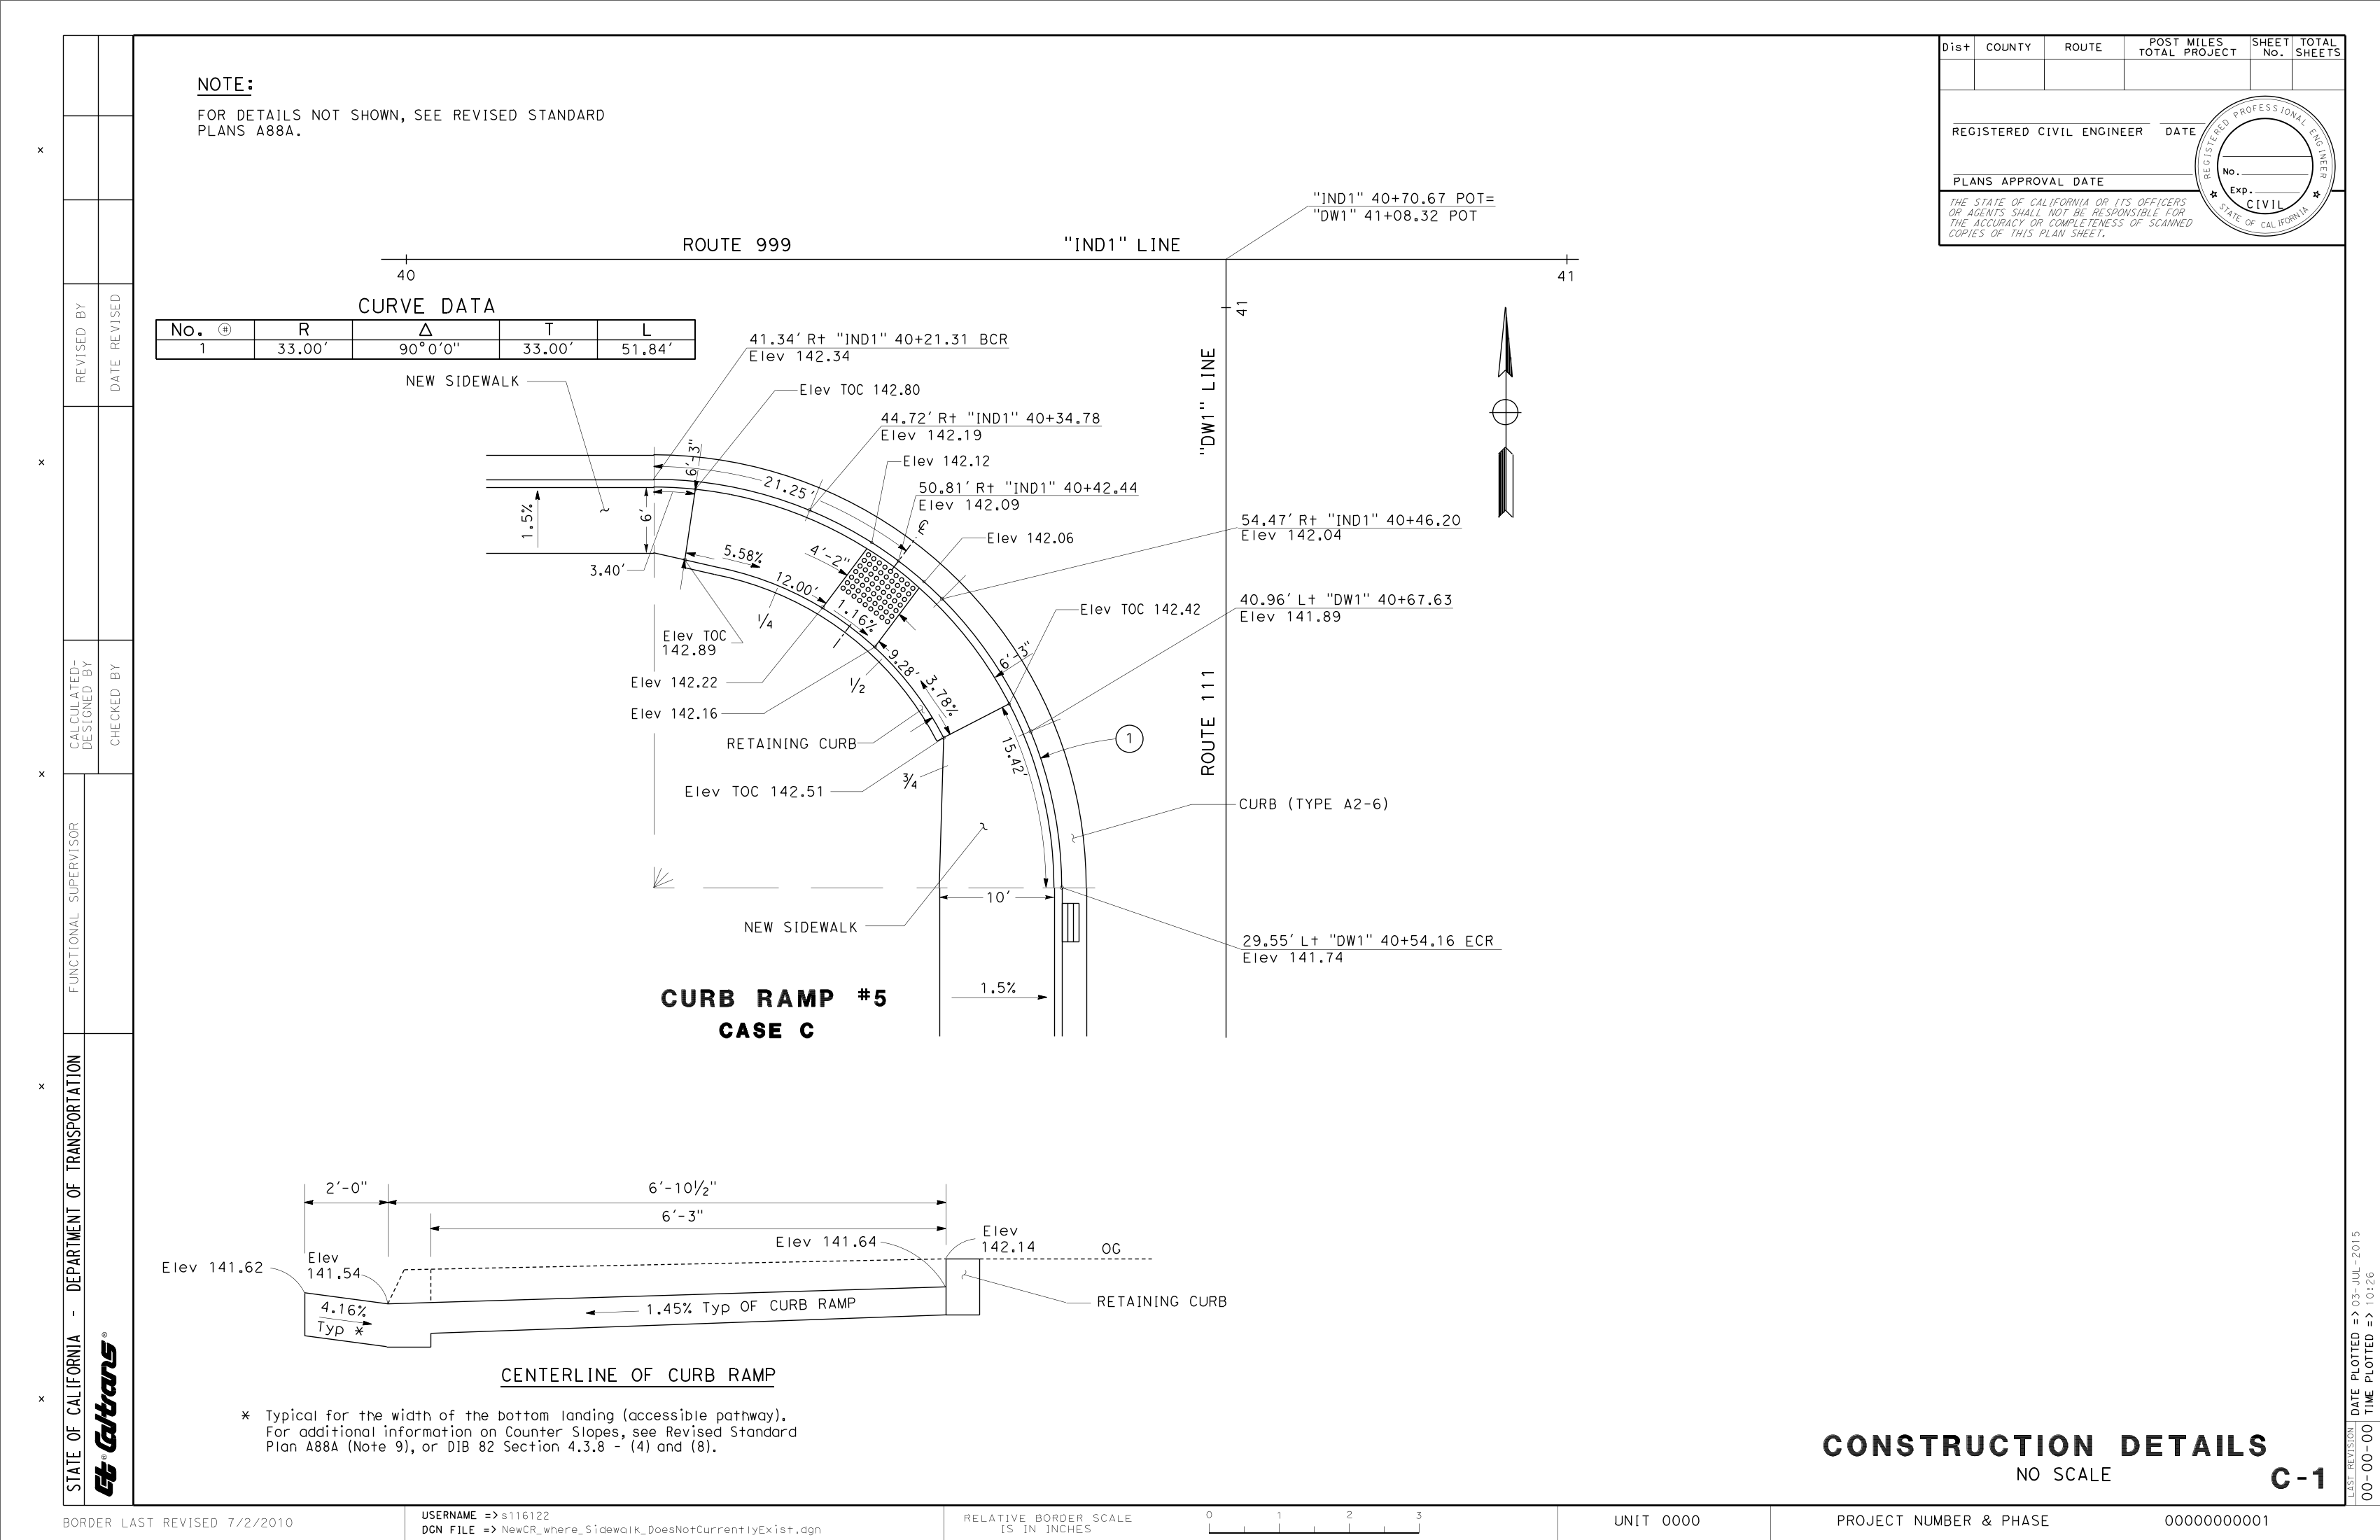 Dist COUNTY ROUTE POST MILES TOTAL PROJECT SHEET No. TOTAL SHEETS
REGISTERED CIVIL ENGINEER DATE
PLANS APPROVAL DATE
REGISTERED PROFESSIONAL ENGINEER
No.
Exp.
CIVIL
STATE OF CALIFORNIA
THE STATE OF CALIFORNIA OR ITS OFFICERS
OR AGENTS SHALL NOT BE RESPONSIBLE FOR
THE ACCURACY OR COMPLETENESS OF SCANNED
COPIES OF THIS PLAN SHEET.
NOTE:
FOR DETAILS NOT SHOWN, SEE REVISED STANDARD
PLANS A88A.
"IND1" 40+70.67 POT=
"DW1" 41+08.32 POT
ROUTE 999
"IND1" LINE
40
41
41
CURVE DATA
No. # R Δ T L
1 33.00' 90°0'0" 33.00' 51.84'
41.34' Rt "IND1" 40+21.31 BCR
Elev 142.34
NEW SIDEWALK
Elev TOC 142.80
44.72' Rt "IND1" 40+34.78
Elev 142.19
Elev 142.12
50.81' Rt "IND1" 40+42.44
Elev 142.09
℄
Elev 142.06
54.47' Rt "IND1" 40+46.20
Elev 142.04
40.96' Lt "DW1" 40+67.63
Elev 141.89
Elev TOC 142.42
"DW1" LINE
ROUTE 111
6'-3"
21.25'
1.5%
6'
3.40'
5.58%
4'-2"
12.00'
1/4
1.16%
Elev TOC
142.89
Elev 142.22
Elev 142.16
1/2
9.28'
3.78%
6'-3"
RETAINING CURB
Elev TOC 142.51
3/4
15.42'
1
CURB (TYPE A2-6)
10'
NEW SIDEWALK
29.55' Lt "DW1" 40+54.16 ECR
Elev 141.74
1.5%
CURB RAMP #5
CASE C
2'-0"
6'-10 1/2"
6'-3"
Elev 141.62
Elev
141.54
Elev 141.64
Elev
142.14
OG
4.16%
Typ *
1.45% Typ OF CURB RAMP
RETAINING CURB
CENTERLINE OF CURB RAMP
* Typical for the width of the bottom landing (accessible pathway).
For additional information on Counter Slopes, see Revised Standard
Plan A88A (Note 9), or DIB 82 Section 4.3.8 - (4) and (8).
CONSTRUCTION DETAILS
NO SCALE
C-1
REVISED BY
DATE REVISED
CALCULATED-
DESIGNED BY
CHECKED BY
FUNCTIONAL SUPERVISOR
STATE OF CALIFORNIA - DEPARTMENT OF TRANSPORTATION
Ct® Caltrans®
LAST REVISION
00-00-00
DATE PLOTTED => 03-JUL-2015
TIME PLOTTED => 10:26
BORDER LAST REVISED 7/2/2010
USERNAME => s116122
DGN FILE => NewCR_where_Sidewalk_DoesNotCurrentlyExist.dgn
RELATIVE BORDER SCALE
IS IN INCHES
0 1 2 3
UNIT 0000
PROJECT NUMBER & PHASE
00000000001